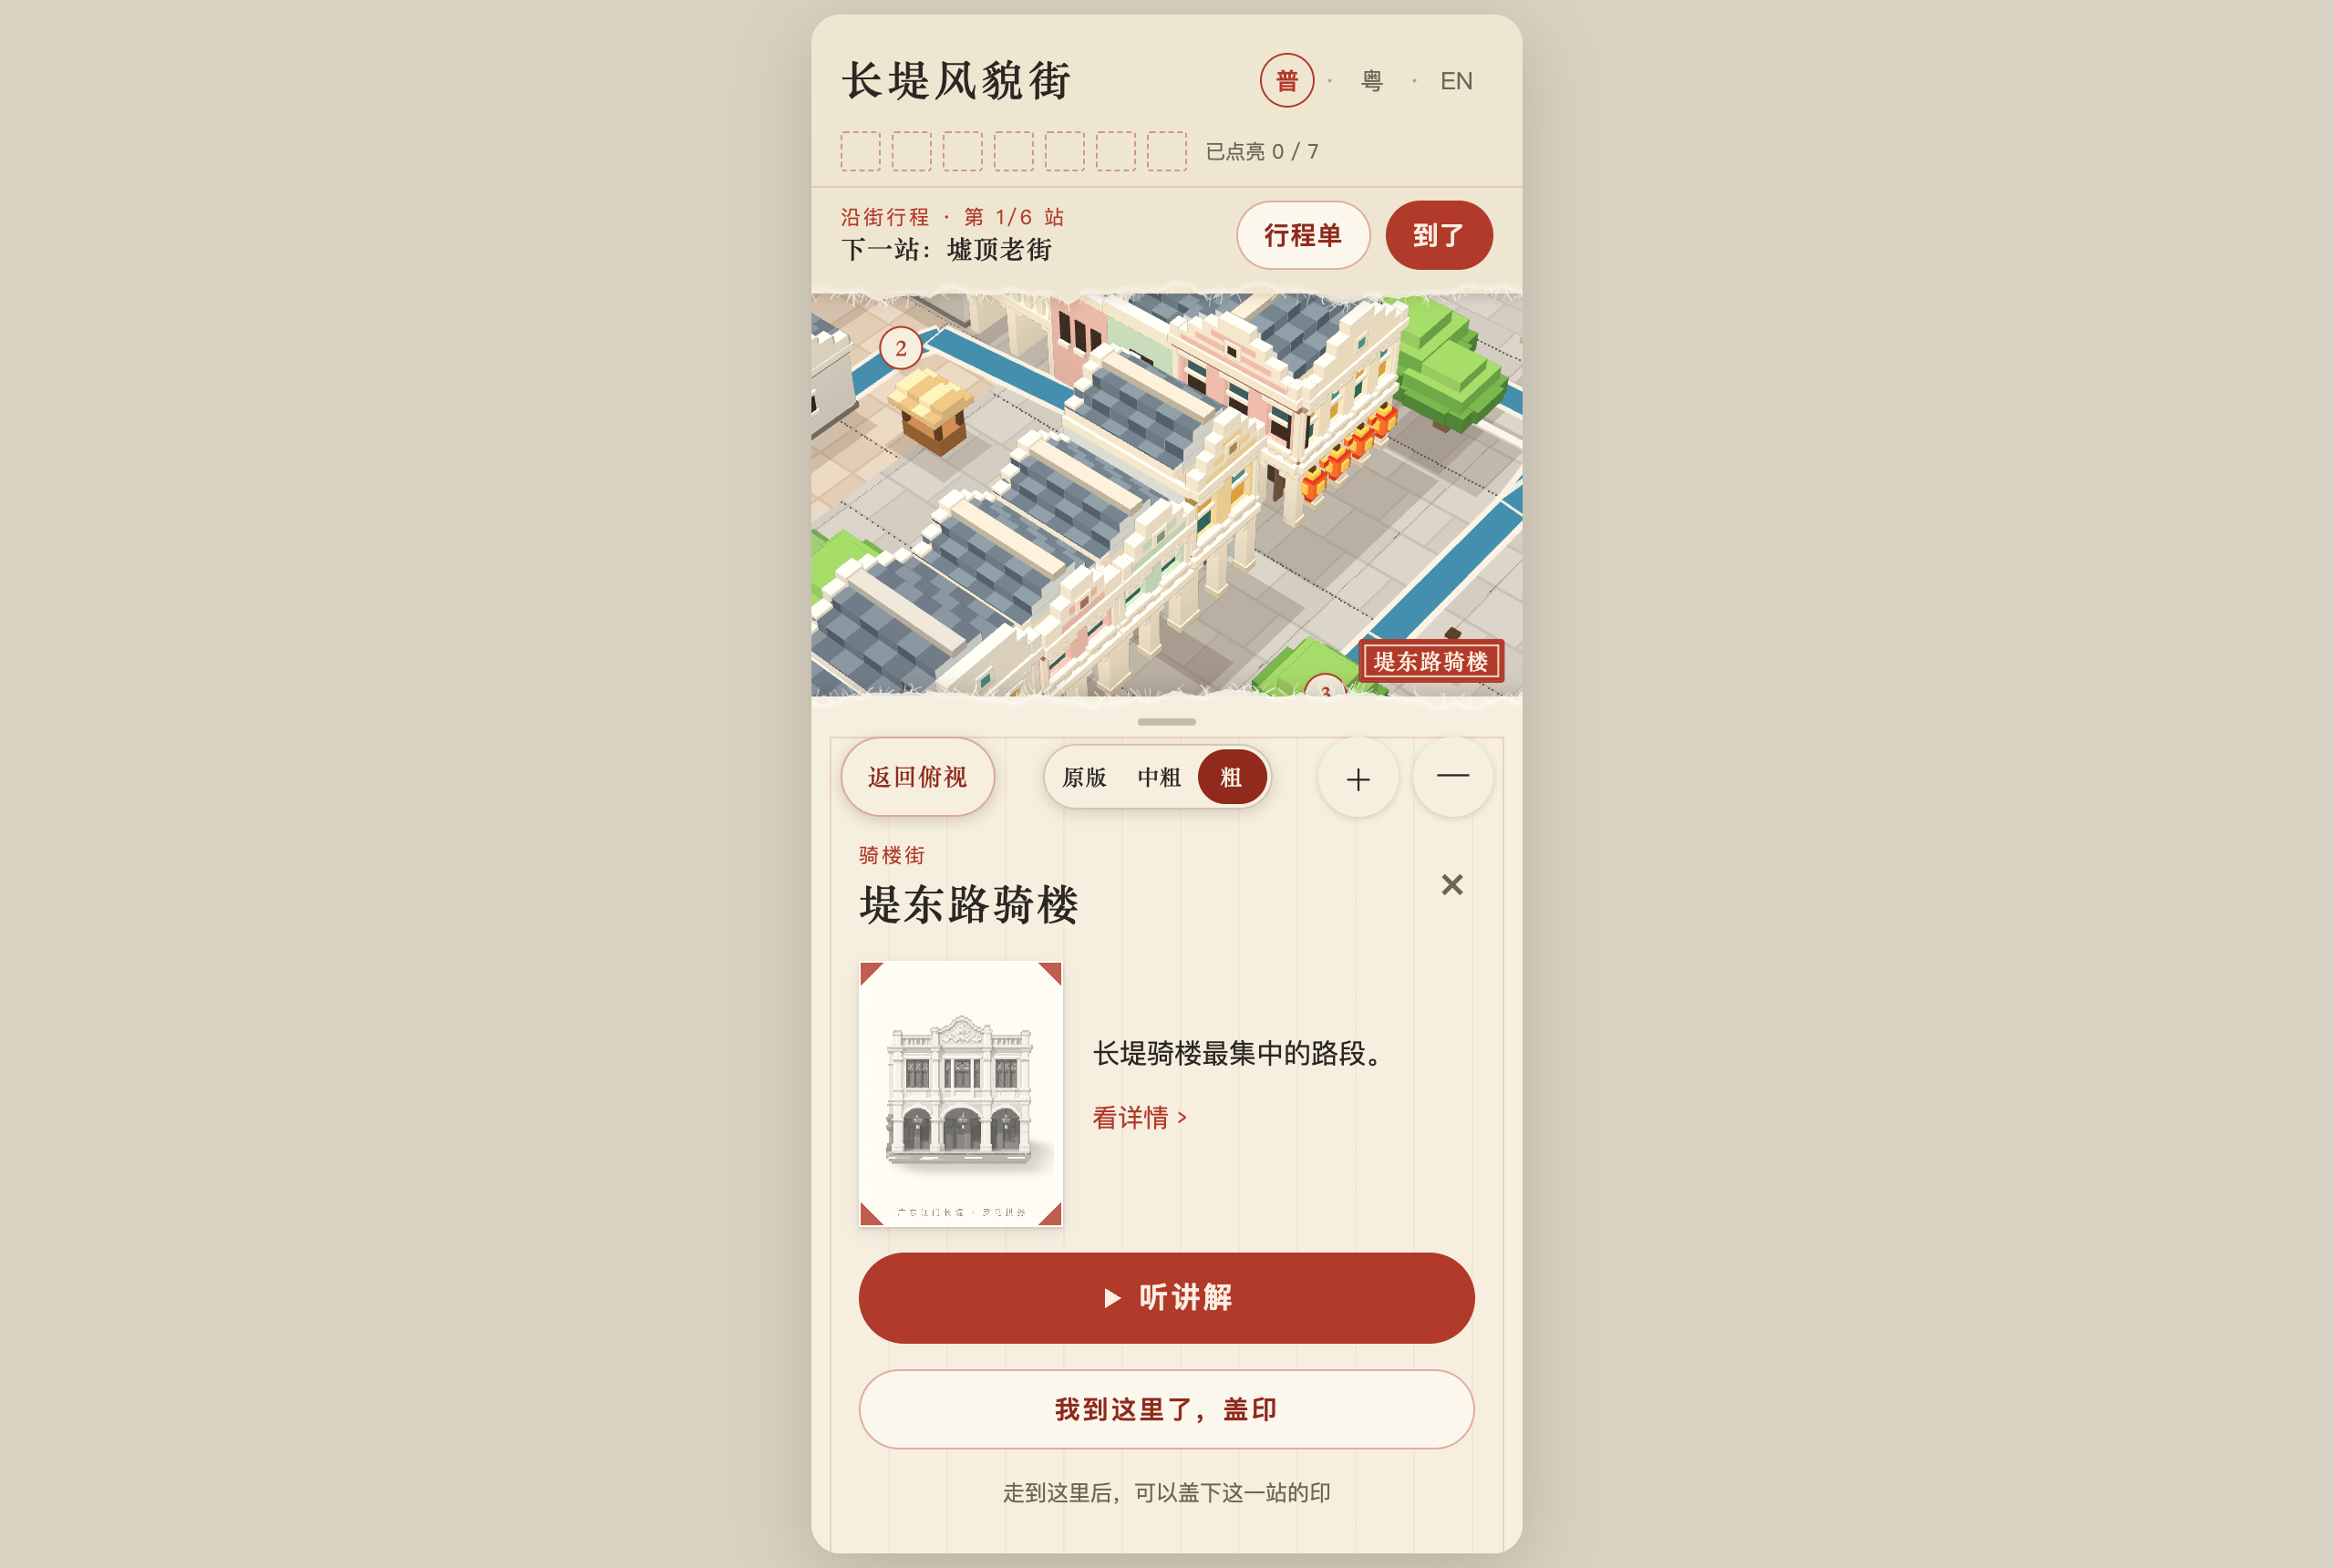 长堤风貌街
普 · 粤 · EN
已点亮 0 / 7
沿街行程 · 第 1/6 站
下一站：墟顶老街
行程单
到了
2
堤东路骑楼
3
返回俯视
原版 中粗 粗
+ —
骑楼街
堤东路骑楼
×
长堤骑楼最集中的路段。
看详情 >
听讲解
我到这里了，盖印
走到这里后，可以盖下这一站的印